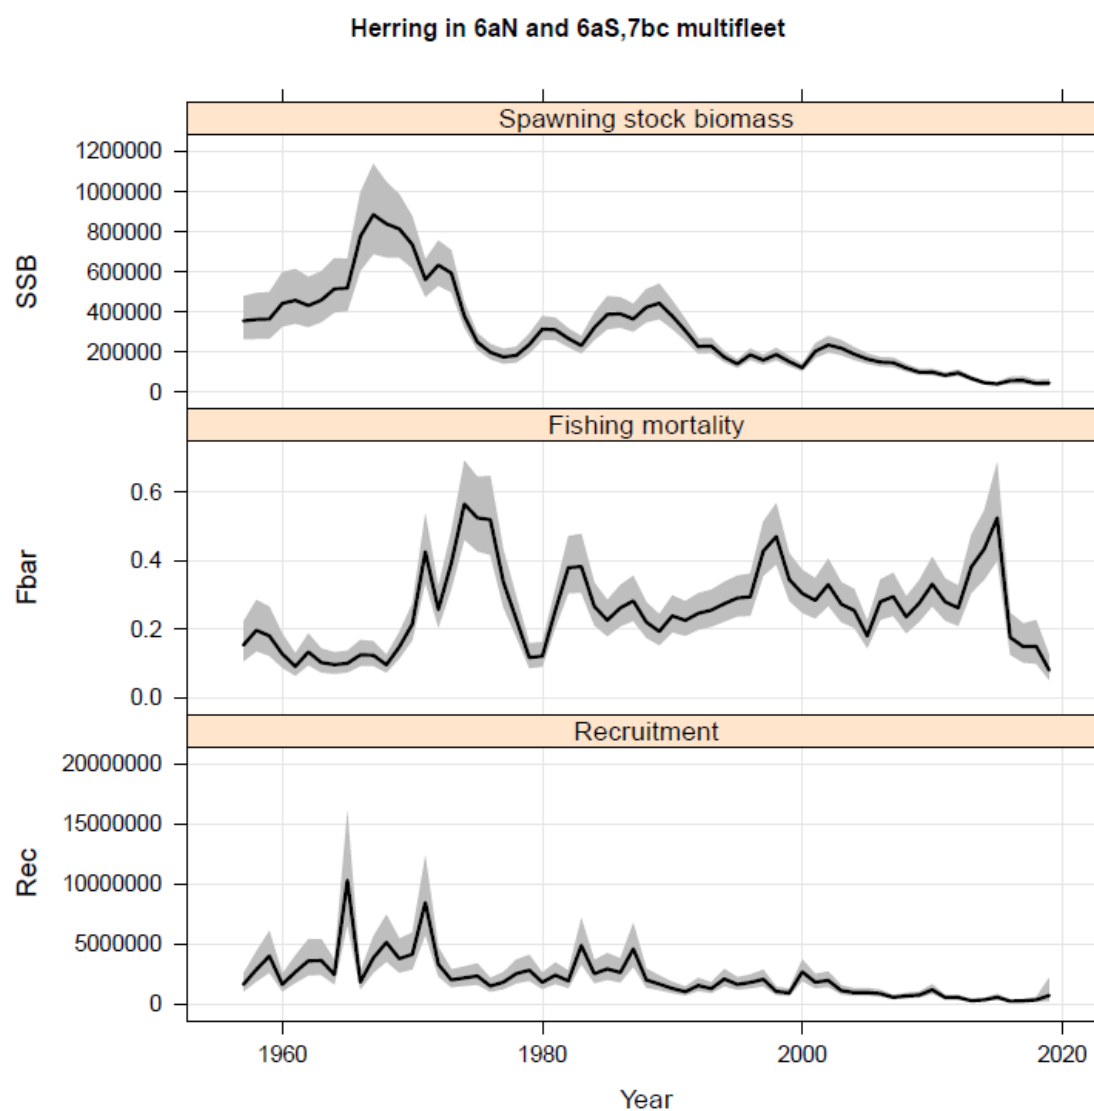 Herring in 6aN and 6aS,7bc multifleet
Spawning stock biomass
1200000
1000000
800000
600000
400000
200000
0
SSB
Fishing mortality
0.6
0.4
0.2
0.0
Fbar
Recruitment
20000000
15000000
10000000
5000000
0
Rec
1960
1980
2000
2020
Year